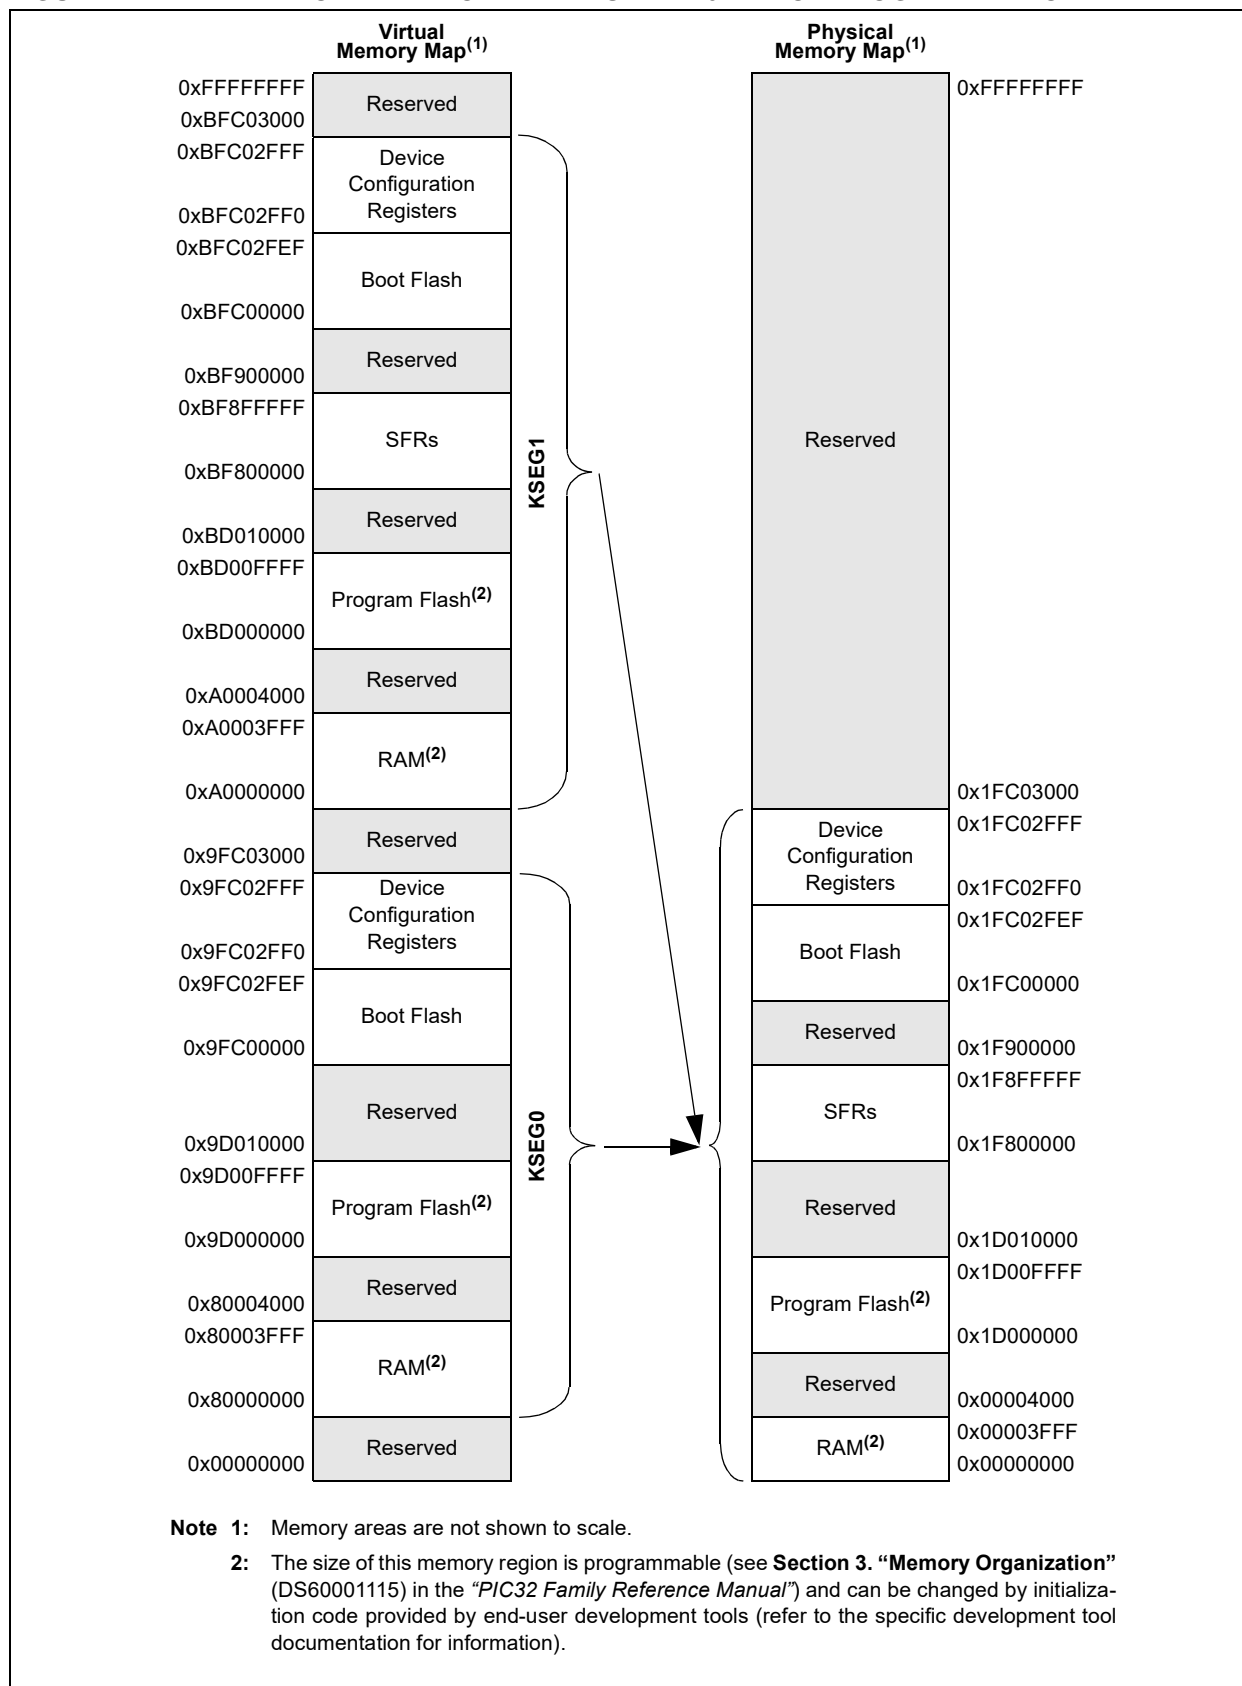 Virtual
Memory Map(1)
0xFFFFFFFF
Reserved
0xBFC03000
0xBFC02FFF
Device
Configuration
Registers
0xBFC02FF0
0xBFC02FEF
Boot Flash
0xBFC00000
Reserved
0xBF900000
0xBF8FFFFF
SFRs
0xBF800000
Reserved
0xBD010000
0xBD00FFFF
Program Flash(2)
0xBD000000
Reserved
0xA0004000
0xA0003FFF
RAM(2)
0xA0000000
Reserved
0x9FC03000
0x9FC02FFF
Device
Configuration
Registers
0x9FC02FF0
0x9FC02FEF
Boot Flash
0x9FC00000
Reserved
0x9D010000
0x9D00FFFF
Program Flash(2)
0x9D000000
Reserved
0x80004000
0x80003FFF
RAM(2)
0x80000000
Reserved
0x00000000
KSEG1
KSEG0
Physical
Memory Map(1)
0xFFFFFFFF
Reserved
0x1FC03000
0x1FC02FFF
Device
Configuration
Registers
0x1FC02FF0
0x1FC02FEF
Boot Flash
0x1FC00000
Reserved
0x1F900000
0x1F8FFFFF
SFRs
0x1F800000
Reserved
0x1D010000
0x1D00FFFF
Program Flash(2)
0x1D000000
Reserved
0x00004000
0x00003FFF
RAM(2)
0x00000000
Note 1: Memory areas are not shown to scale.
2: The size of this memory region is programmable (see Section 3. “Memory Organization”
(DS60001115) in the “PIC32 Family Reference Manual”) and can be changed by initializa-
tion code provided by end-user development tools (refer to the specific development tool
documentation for information).